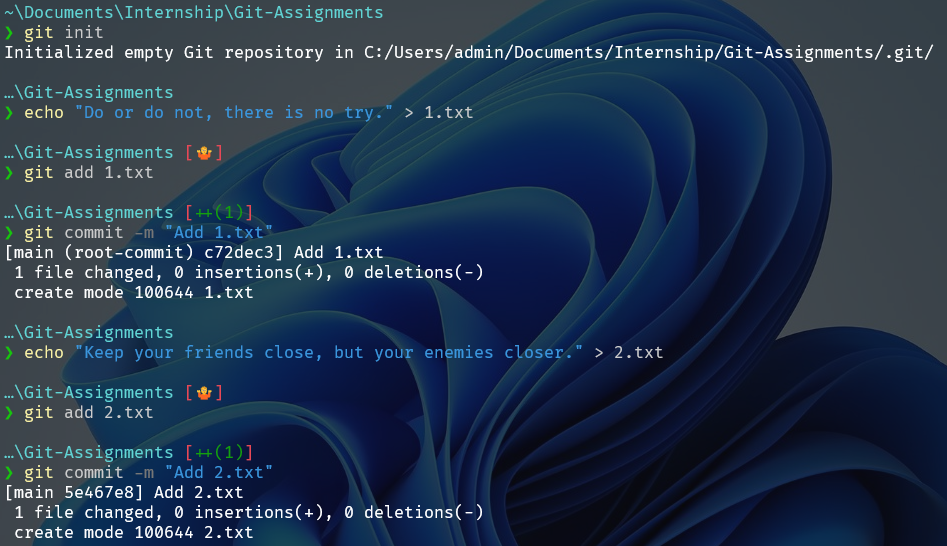 ~\Documents\Internship\Git-Assignments
❯ git init
Initialized empty Git repository in C:/Users/admin/Documents/Internship/Git-Assignments/.git/
…\Git-Assignments
❯ echo "Do or do not, there is no try." > 1.txt
…\Git-Assignments [🤷]
❯ git add 1.txt
…\Git-Assignments [++(1)]
❯ git commit -m "Add 1.txt"
[main (root-commit) c72dec3] Add 1.txt
 1 file changed, 0 insertions(+), 0 deletions(-)
 create mode 100644 1.txt
…\Git-Assignments
❯ echo "Keep your friends close, but your enemies closer." > 2.txt
…\Git-Assignments [🤷]
❯ git add 2.txt
…\Git-Assignments [++(1)]
❯ git commit -m "Add 2.txt"
[main 5e467e8] Add 2.txt
 1 file changed, 0 insertions(+), 0 deletions(-)
 create mode 100644 2.txt